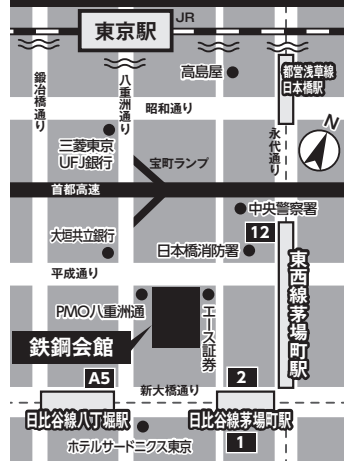 JR
東京駅
高島屋
都営浅草線
日本橋駅
鍛冶橋通り
八重洲通り
昭和通り
永代通り
N
三菱東京
UFJ銀行
宝町ランプ
首都高速
中央警察署
12
大垣共立銀行
日本橋消防署
平成通り
東西線茅場町駅
PMO八重洲通
エース証券
鉄鋼会館
A5
新大橋通り
2
日比谷線八丁堀駅
日比谷線茅場町駅
1
ホテルサードニクス東京